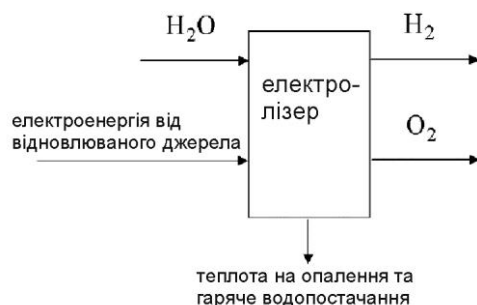 H₂O
H₂
електро-
лізер
електроенергія від
відновлюваного джерела
O₂
теплота на опалення та
гаряче водопостачання